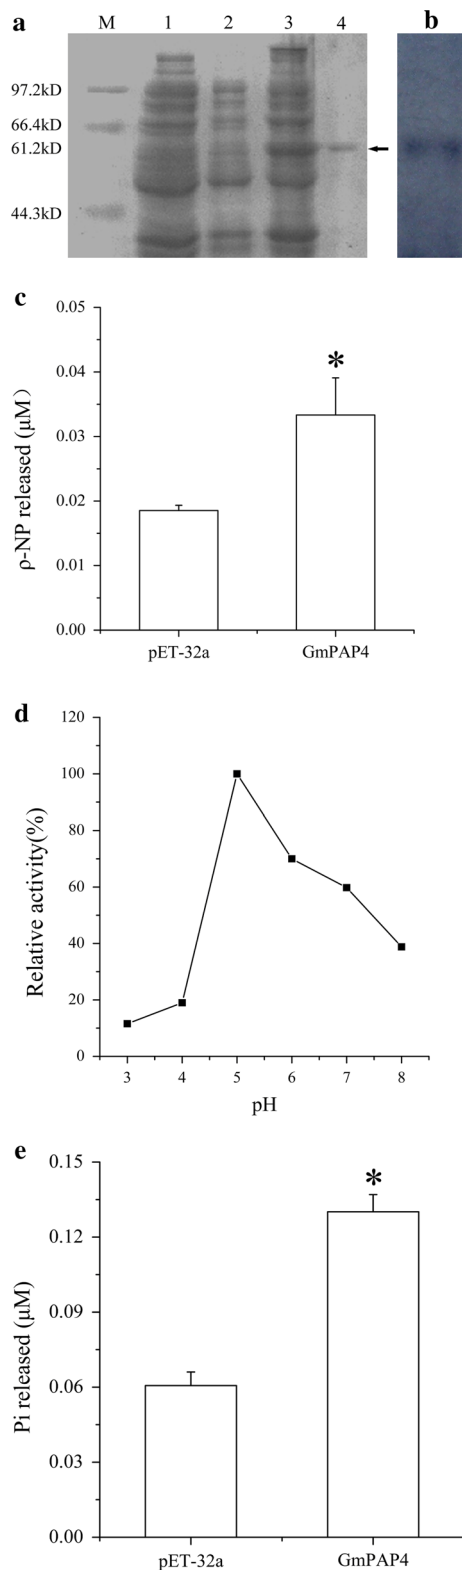 a M 1 2 3 4 b
97.2kD
66.4kD
61.2kD
44.3kD
c
0.05
0.04
0.03
0.02
0.01
0.00
ρ-NP released (μM)
*
pET-32a GmPAP4
d
120
100
80
60
40
20
0
Relative activity(%)
3 4 5 6 7 8
pH
e
0.15
0.12
0.09
0.06
0.03
0.00
Pi released (μM)
*
pET-32a GmPAP4